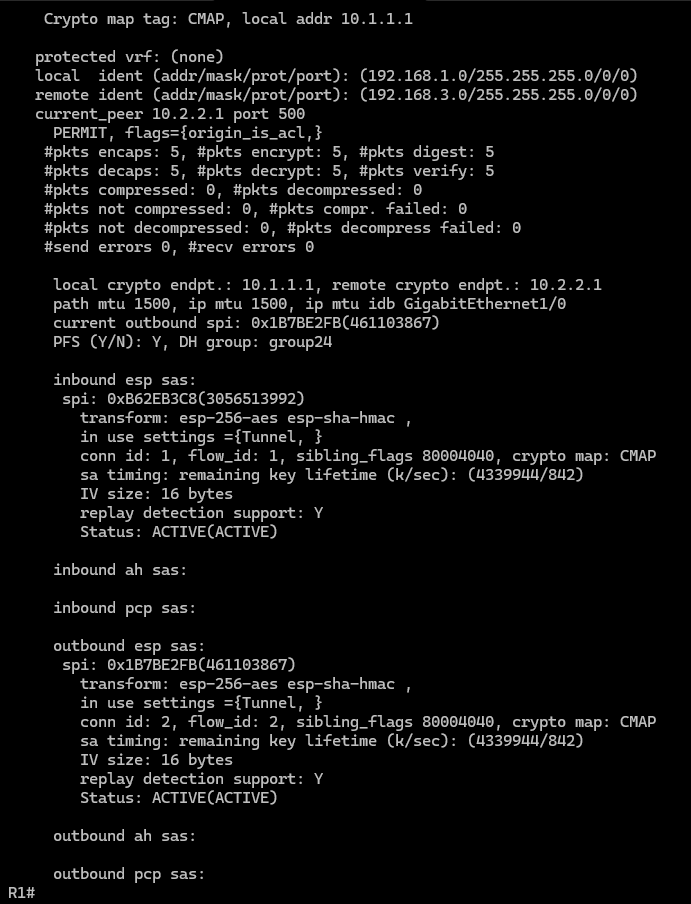 Crypto map tag: CMAP, local addr 10.1.1.1
protected vrf: (none)
local  ident (addr/mask/prot/port): (192.168.1.0/255.255.255.0/0/0)
remote ident (addr/mask/prot/port): (192.168.3.0/255.255.255.0/0/0)
current_peer 10.2.2.1 port 500
PERMIT, flags={origin_is_acl,}
#pkts encaps: 5, #pkts encrypt: 5, #pkts digest: 5
#pkts decaps: 5, #pkts decrypt: 5, #pkts verify: 5
#pkts compressed: 0, #pkts decompressed: 0
#pkts not compressed: 0, #pkts compr. failed: 0
#pkts not decompressed: 0, #pkts decompress failed: 0
#send errors 0, #recv errors 0
local crypto endpt.: 10.1.1.1, remote crypto endpt.: 10.2.2.1
path mtu 1500, ip mtu 1500, ip mtu idb GigabitEthernet1/0
current outbound spi: 0x1B7BE2FB(461103867)
PFS (Y/N): Y, DH group: group24
inbound esp sas:
spi: 0xB62EB3C8(3056513992)
transform: esp-256-aes esp-sha-hmac ,
in use settings ={Tunnel, }
conn id: 1, flow_id: 1, sibling_flags 80004040, crypto map: CMAP
sa timing: remaining key lifetime (k/sec): (4339944/842)
IV size: 16 bytes
replay detection support: Y
Status: ACTIVE(ACTIVE)
inbound ah sas:
inbound pcp sas:
outbound esp sas:
spi: 0x1B7BE2FB(461103867)
transform: esp-256-aes esp-sha-hmac ,
in use settings ={Tunnel, }
conn id: 2, flow_id: 2, sibling_flags 80004040, crypto map: CMAP
sa timing: remaining key lifetime (k/sec): (4339944/842)
IV size: 16 bytes
replay detection support: Y
Status: ACTIVE(ACTIVE)
outbound ah sas:
outbound pcp sas:
R1#